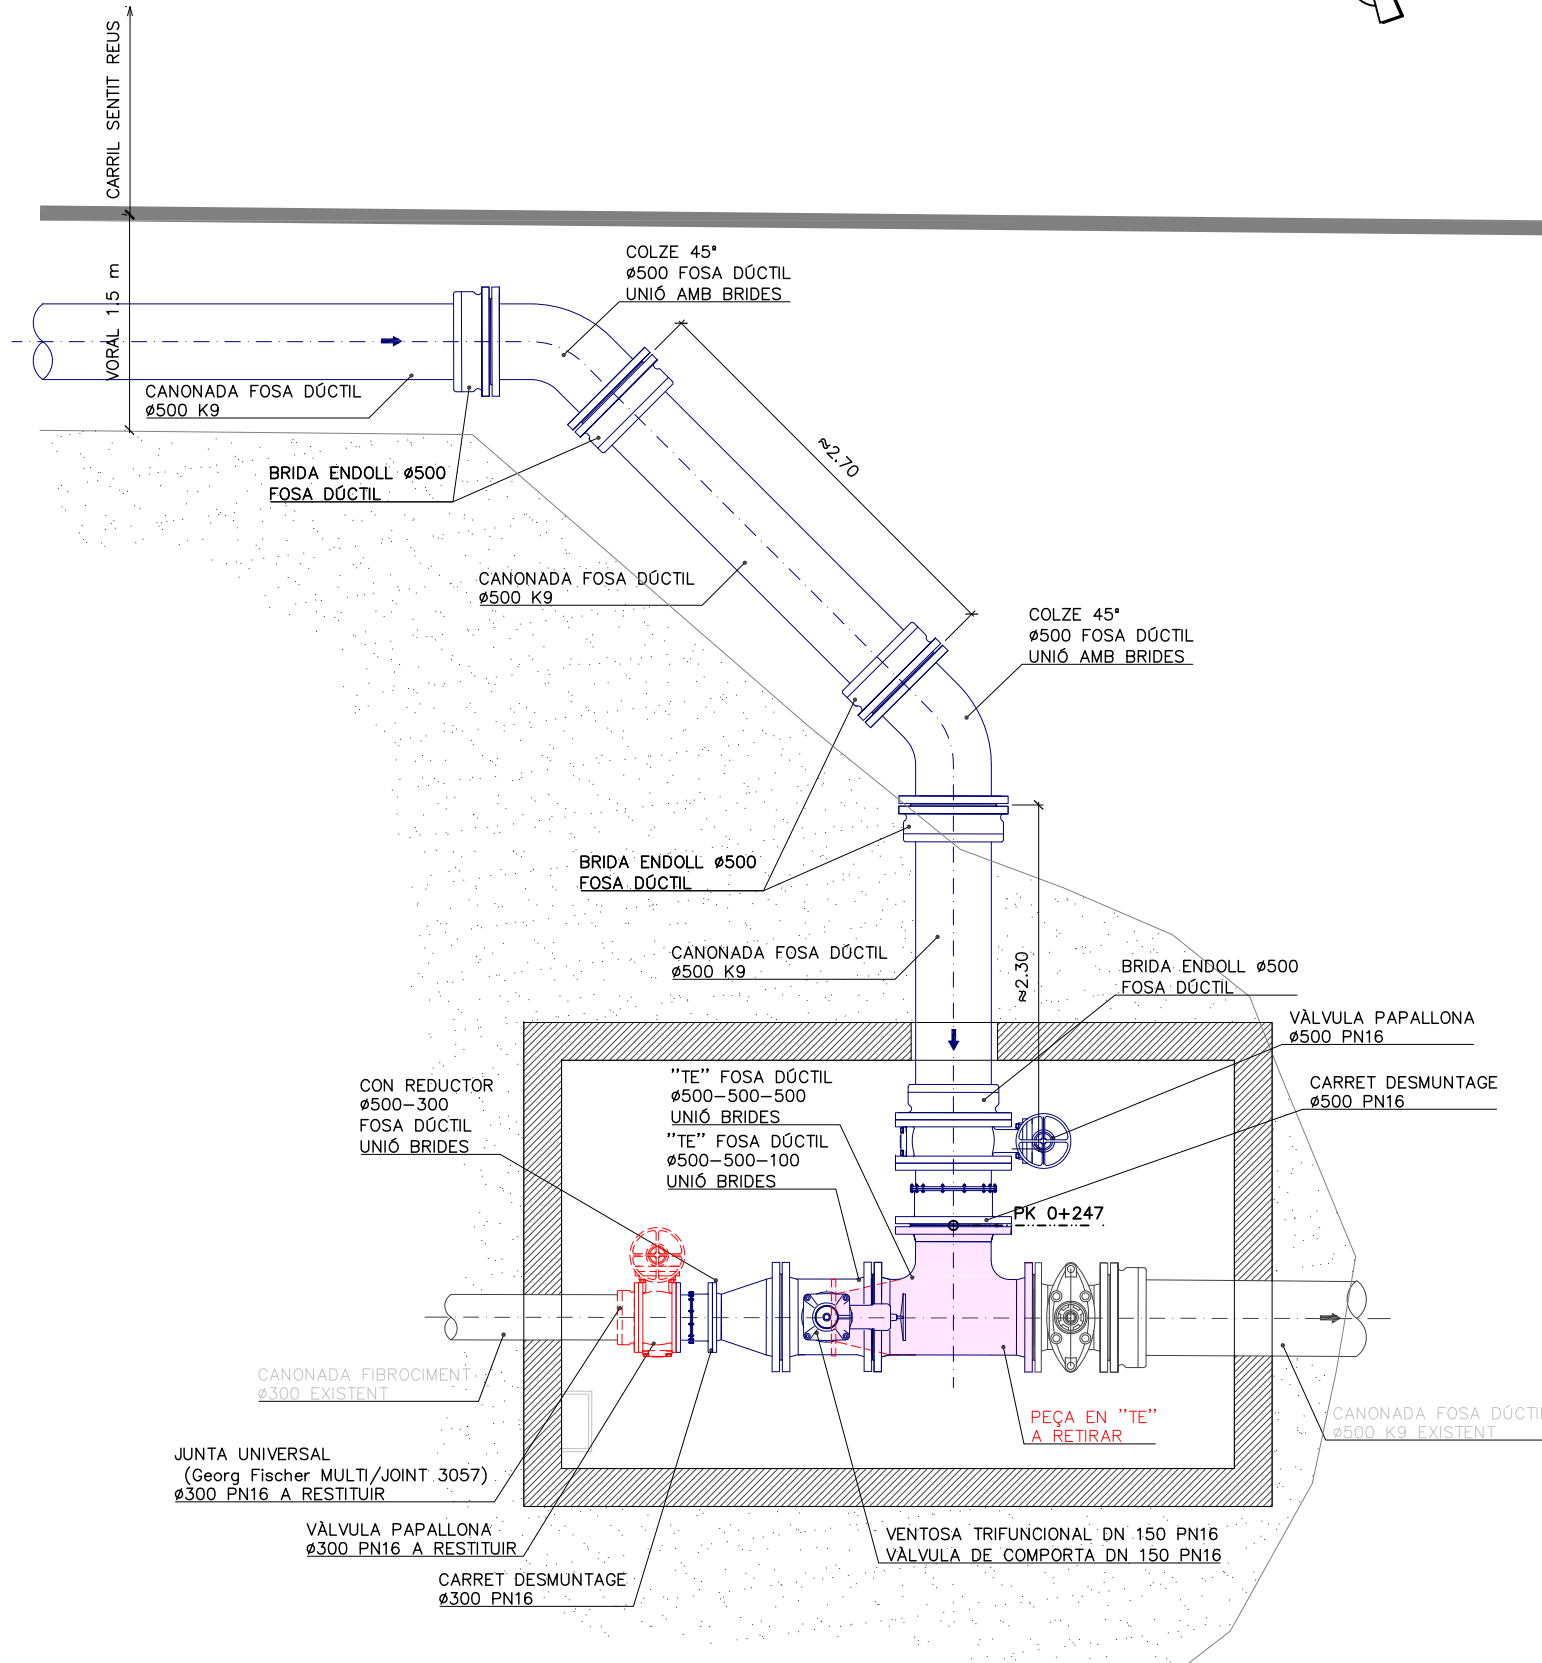 CARRIL SENTIT REUS
VORAL 1.5 m
COLZE 45º
ø500 FOSA DÚCTIL
UNIÓ AMB BRIDES
CANONADA FOSA DÚCTIL
ø500 K9
BRIDA ENDOLL ø500
FOSA DÚCTIL
≈2.70
CANONADA FOSA DÚCTIL
ø500 K9
COLZE 45º
ø500 FOSA DÚCTIL
UNIÓ AMB BRIDES
BRIDA ENDOLL ø500
FOSA DÚCTIL
CANONADA FOSA DÚCTIL
ø500 K9
≈2.30
BRIDA ENDOLL ø500
FOSA DÚCTIL
VÀLVULA PAPALLONA
ø500 PN16
CARRET DESMUNTAGE
ø500 PN16
CON REDUCTOR
ø500-300
FOSA DÚCTIL
UNIÓ BRIDES
"TE" FOSA DÚCTIL
ø500-500-500
UNIÓ BRIDES
"TE" FOSA DÚCTIL
ø500-500-100
UNIÓ BRIDES
PK 0+247
CANONADA FIBROCIMENT
ø300 EXISTENT
PEÇA EN "TE"
A RETIRAR
CANONADA FOSA DÚCTIL
ø500 K9 EXISTENT
JUNTA UNIVERSAL
(Georg Fischer MULTI/JOINT 3057)
ø300 PN16 A RESTITUIR
VÀLVULA PAPALLONA
ø300 PN16 A RESTITUIR
CARRET DESMUNTAGE
ø300 PN16
VENTOSA TRIFUNCIONAL DN 150 PN16
VÀLVULA DE COMPORTA DN 150 PN16